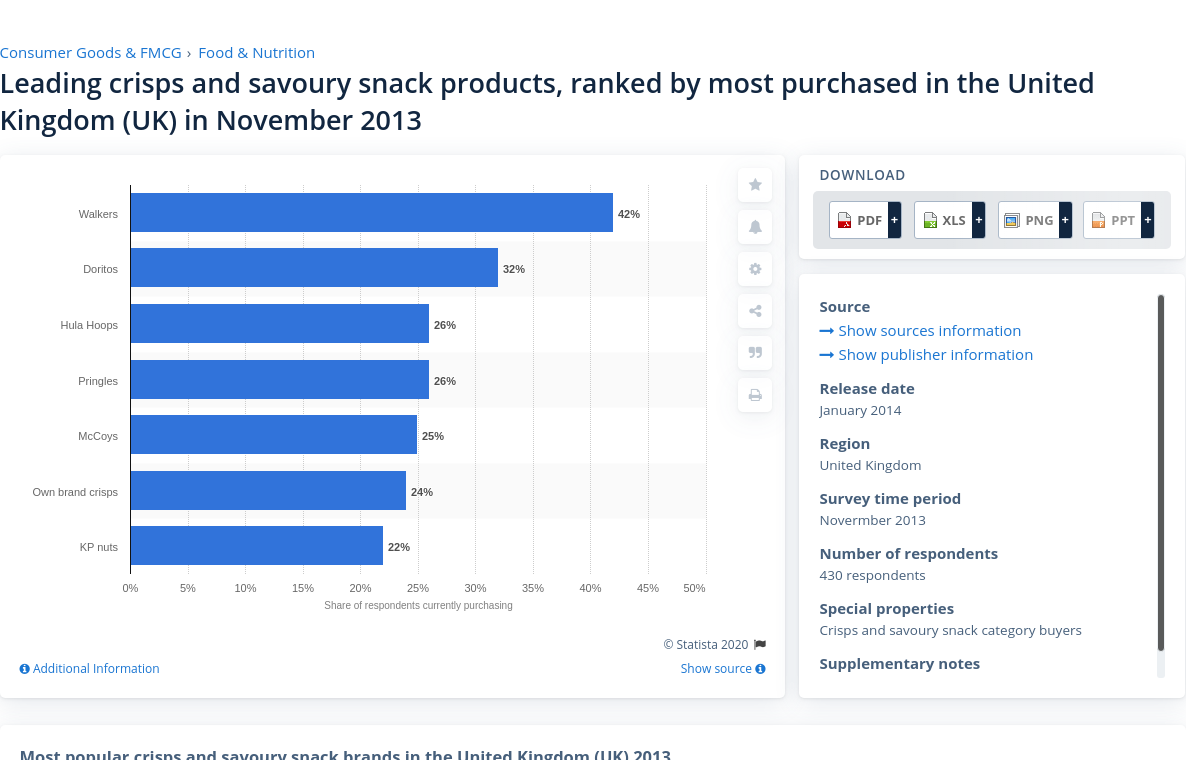 Consumer Goods & FMCG › Food & Nutrition
Leading crisps and savoury snack products, ranked by most purchased in the United
Kingdom (UK) in November 2013
Walkers
42%
Doritos
32%
Hula Hoops
26%
Pringles
26%
McCoys
25%
Own brand crisps
24%
KP nuts
22%
0% 5% 10% 15% 20% 25% 30% 35% 40% 45% 50%
Share of respondents currently purchasing
© Statista 2020
Additional Information
Show source
DOWNLOAD
PDF + XLS + PNG + PPT +
Source
Show sources information
Show publisher information
Release date
January 2014
Region
United Kingdom
Survey time period
Novermber 2013
Number of respondents
430 respondents
Special properties
Crisps and savoury snack category buyers
Supplementary notes
Most popular crisps and savoury snack brands in the United Kingdom (UK) 2013